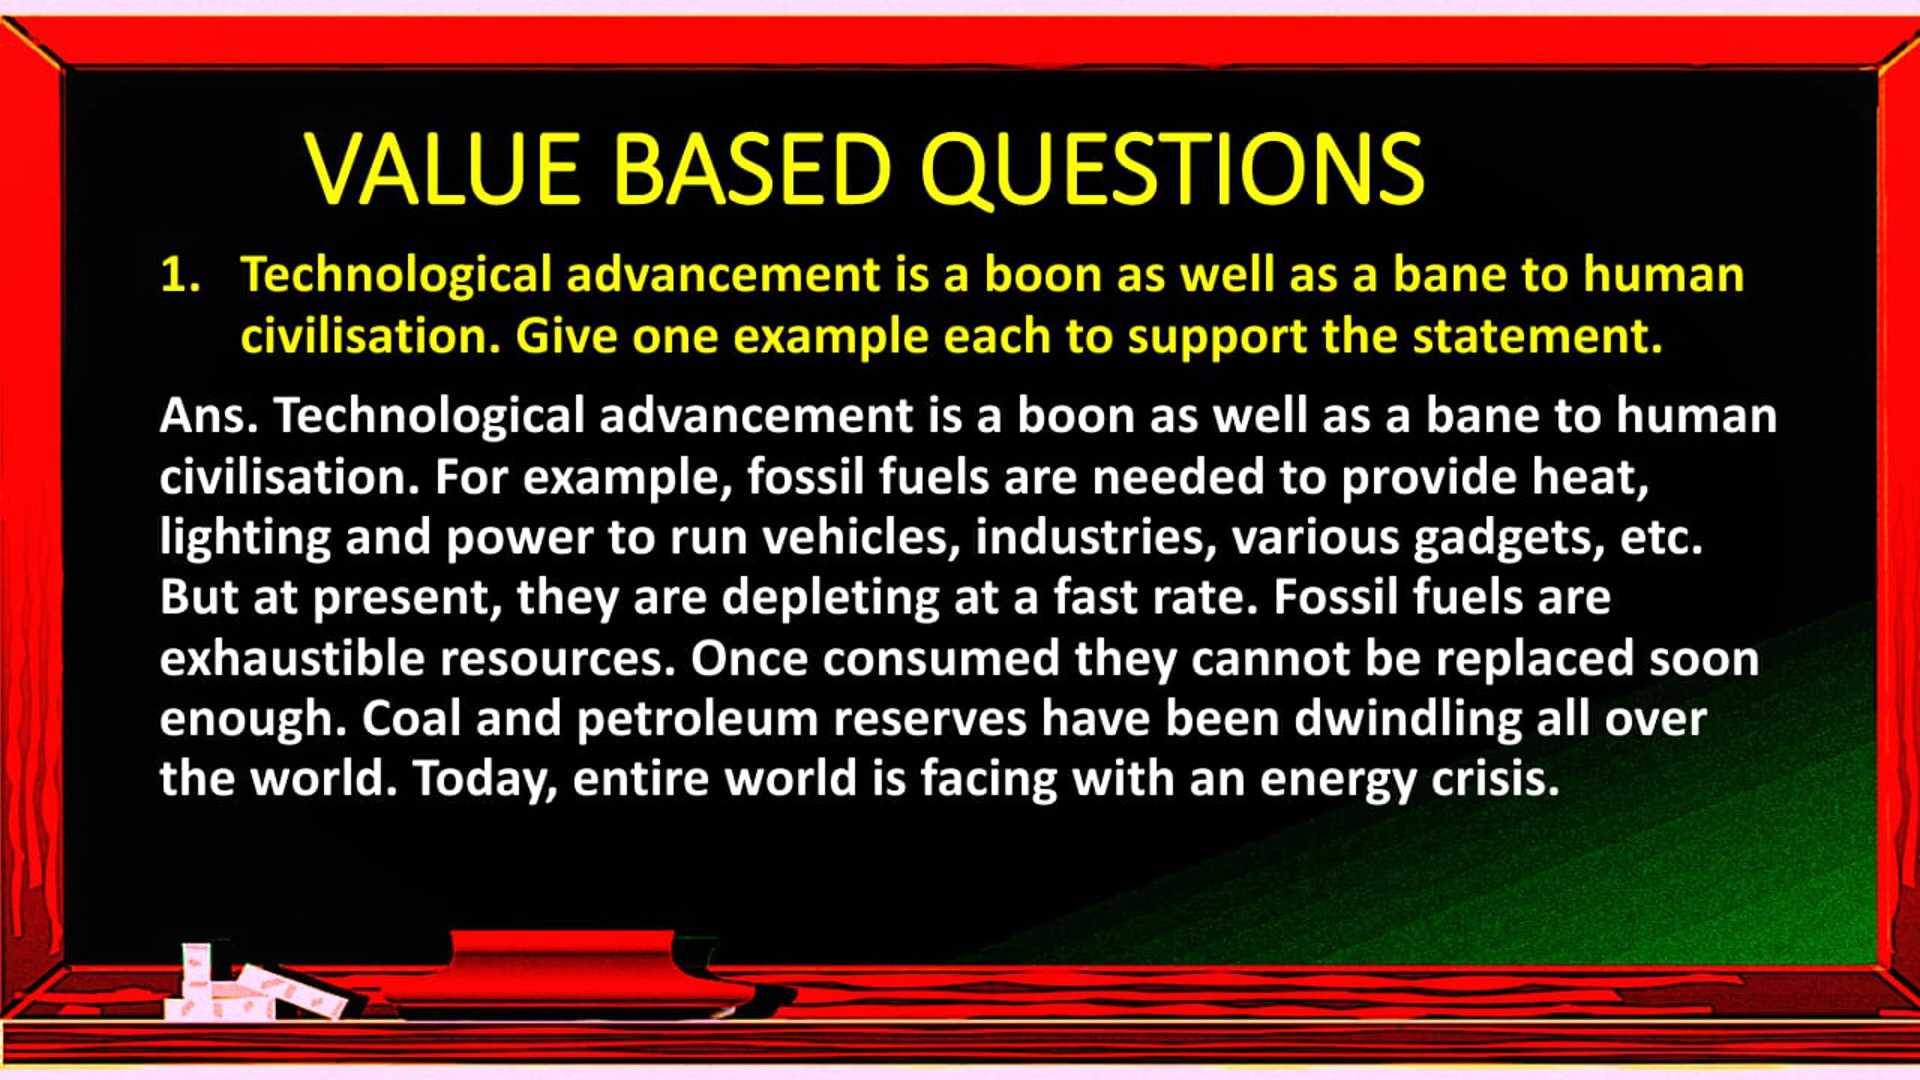 VALUE BASED QUESTIONS
1. Technological advancement is a boon as well as a bane to human
civilisation. Give one example each to support the statement.
Ans. Technological advancement is a boon as well as a bane to human
civilisation. For example, fossil fuels are needed to provide heat,
lighting and power to run vehicles, industries, various gadgets, etc.
But at present, they are depleting at a fast rate. Fossil fuels are
exhaustible resources. Once consumed they cannot be replaced soon
enough. Coal and petroleum reserves have been dwindling all over
the world. Today, entire world is facing with an energy crisis.